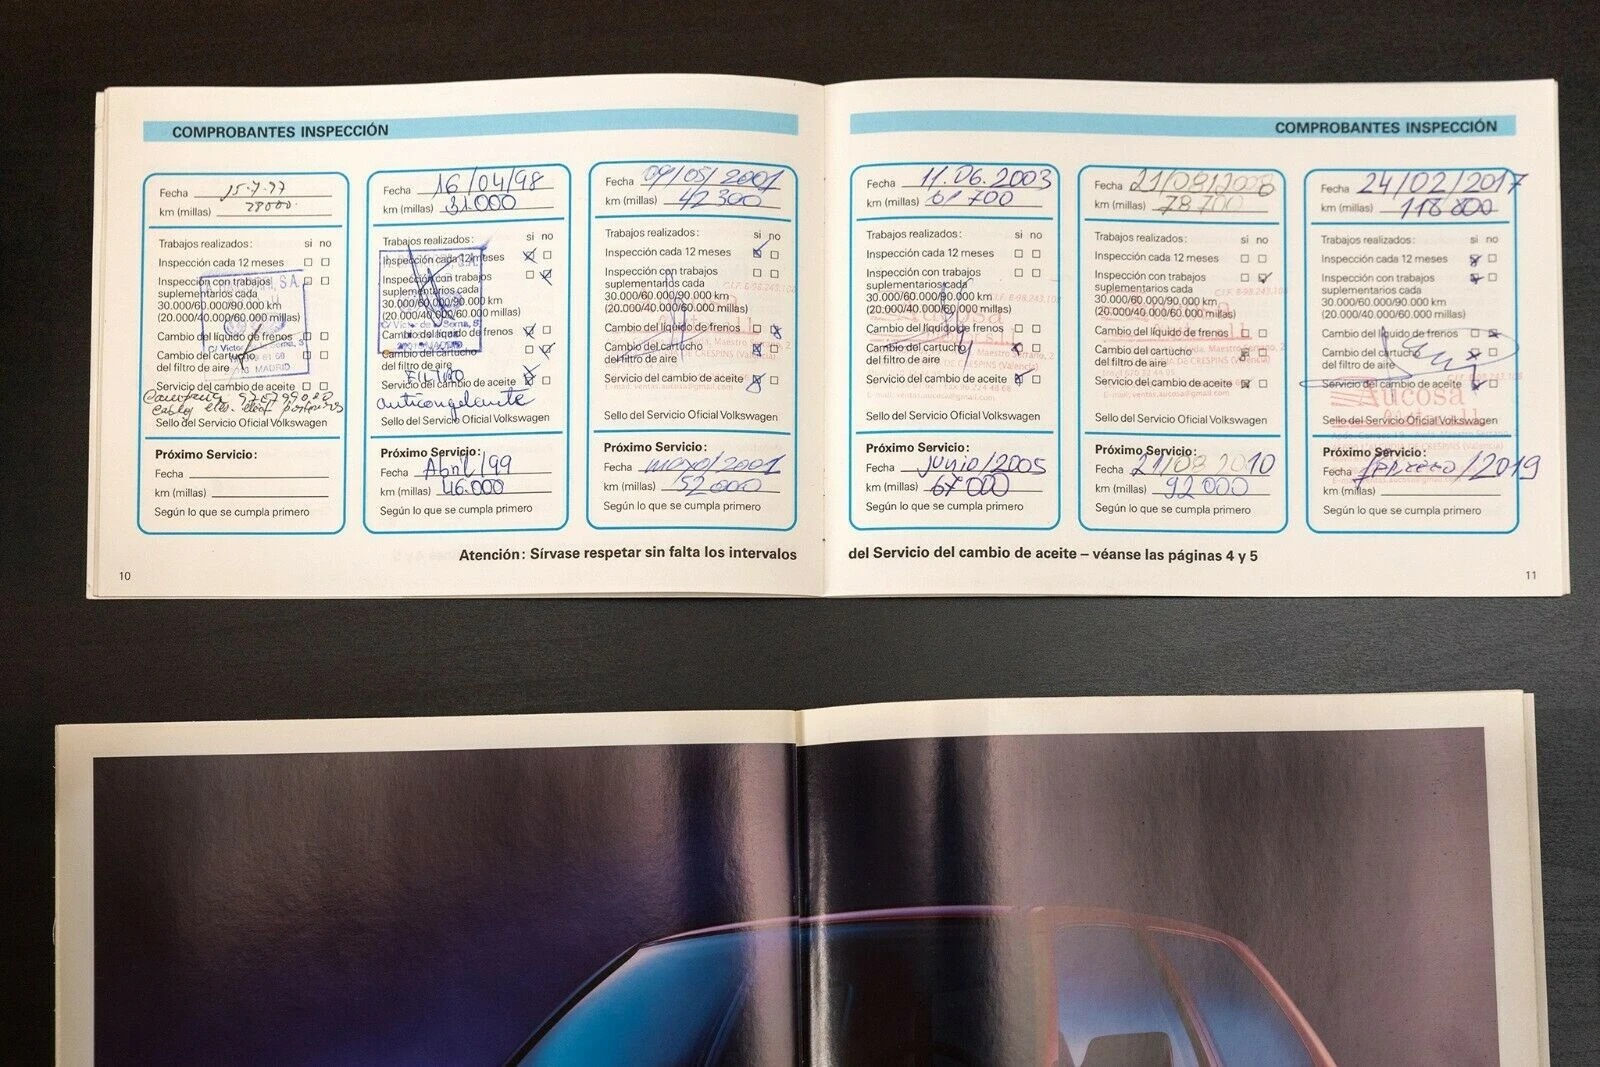 COMPROBANTES INSPECCIÓN
Fecha 15-7-97
km (millas) 28000.
Trabajos realizados: si no
Inspección cada 12 meses
Inspección con trabajos
suplementarios cada
30.000/60.000/90.000 km
(20.000/40.000/60.000 millas)
Cambio del líquido de frenos
Cambio del cartucho
del filtro de aire
Servicio del cambio de aceite
Sello del Servicio Oficial Volkswagen
Próximo Servicio:
Fecha
km (millas)
Según lo que se cumpla primero
Fecha 16/04/98
km (millas) 31.000
Trabajos realizados: si no
Inspección cada 12 meses
Inspección con trabajos
suplementarios cada
30.000/60.000/90.000 km
(20.000/40.000/60.000 millas)
Cambio del líquido de frenos
Cambio del cartucho
del filtro de aire
FILTRO
Servicio del cambio de aceite
anticongelante
Sello del Servicio Oficial Volkswagen
Próximo Servicio:
Fecha Abril/99
km (millas) 46.000
Según lo que se cumpla primero
Fecha 09/05/2001
km (millas) 42300
Trabajos realizados: si no
Inspección cada 12 meses
Inspección con trabajos
suplementarios cada
30.000/60.000/90.000 km
(20.000/40.000/60.000 millas)
Cambio del líquido de frenos
Cambio del cartucho
del filtro de aire
Servicio del cambio de aceite
Sello del Servicio Oficial Volkswagen
Próximo Servicio:
Fecha mayo/2001
km (millas) 52000
Según lo que se cumpla primero
Atención: Sírvase respetar sin falta los intervalos
10
COMPROBANTES INSPECCIÓN
Fecha 11.06.2003
km (millas) 61 700
Trabajos realizados: si no
Inspección cada 12 meses
Inspección con trabajos
suplementarios cada
30.000/60.000/90.000 km
(20.000/40.000/60.000 millas)
Cambio del líquido de frenos
Cambio del cartucho
del filtro de aire
Servicio del cambio de aceite
Sello del Servicio Oficial Volkswagen
Próximo Servicio:
Fecha junio/2005
km (millas) 67000
Según lo que se cumpla primero
Fecha 21/08/2008
km (millas) 78700
Trabajos realizados: si no
Inspección cada 12 meses
Inspección con trabajos
suplementarios cada
30.000/60.000/90.000 km
(20.000/40.000/60.000 millas)
Cambio del líquido de frenos
Cambio del cartucho
del filtro de aire
Servicio del cambio de aceite
Sello del Servicio Oficial Volkswagen
Próximo Servicio:
Fecha 21/08 2010
km (millas) 92000
Según lo que se cumpla primero
Fecha 24/02/2017
km (millas) 118 800
Trabajos realizados: si no
Inspección cada 12 meses
Inspección con trabajos
suplementarios cada
30.000/60.000/90.000 km
(20.000/40.000/60.000 millas)
Cambio del líquido de frenos
Cambio del cartucho
del filtro de aire
Servicio del cambio de aceite
Aucosa
Sello del Servicio Oficial Volkswagen
Próximo Servicio:
Fecha febrero/2019
km (millas)
Según lo que se cumpla primero
del Servicio del cambio de aceite – véanse las páginas 4 y 5
11